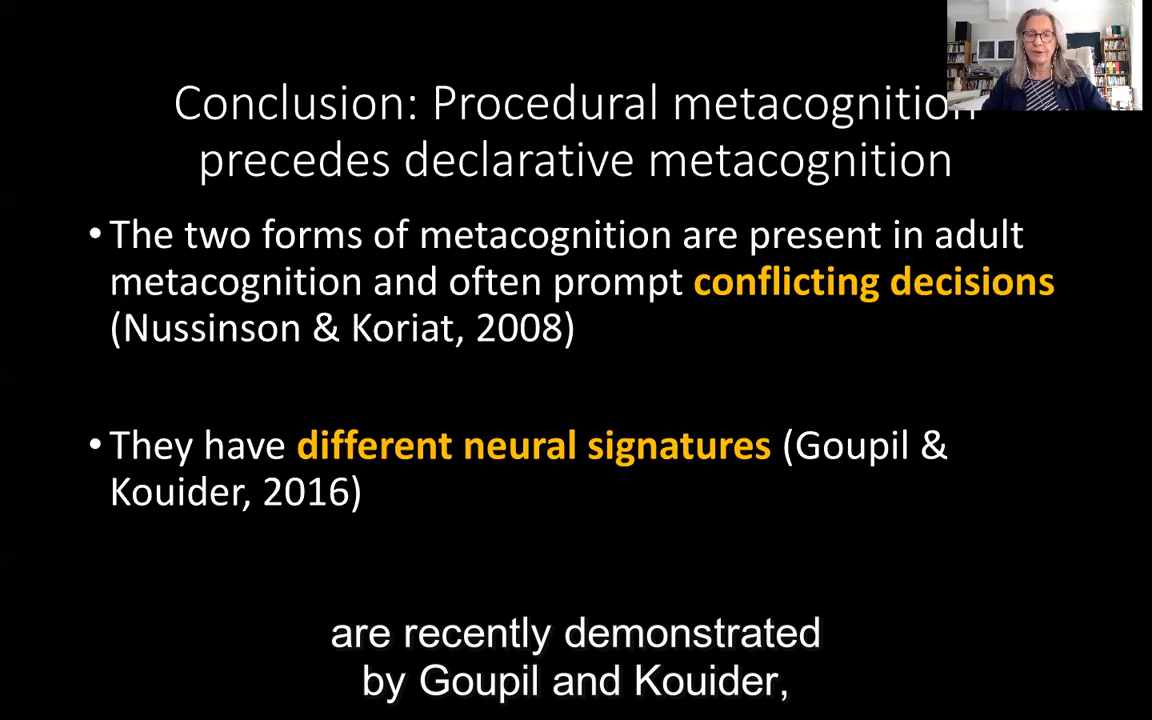 Conclusion: Procedural metacognition
precedes declarative metacognition
• The two forms of metacognition are present in adult
metacognition and often prompt conflicting decisions
(Nussinson & Koriat, 2008)
• They have different neural signatures (Goupil &
Kouider, 2016)
are recently demonstrated
by Goupil and Kouider,